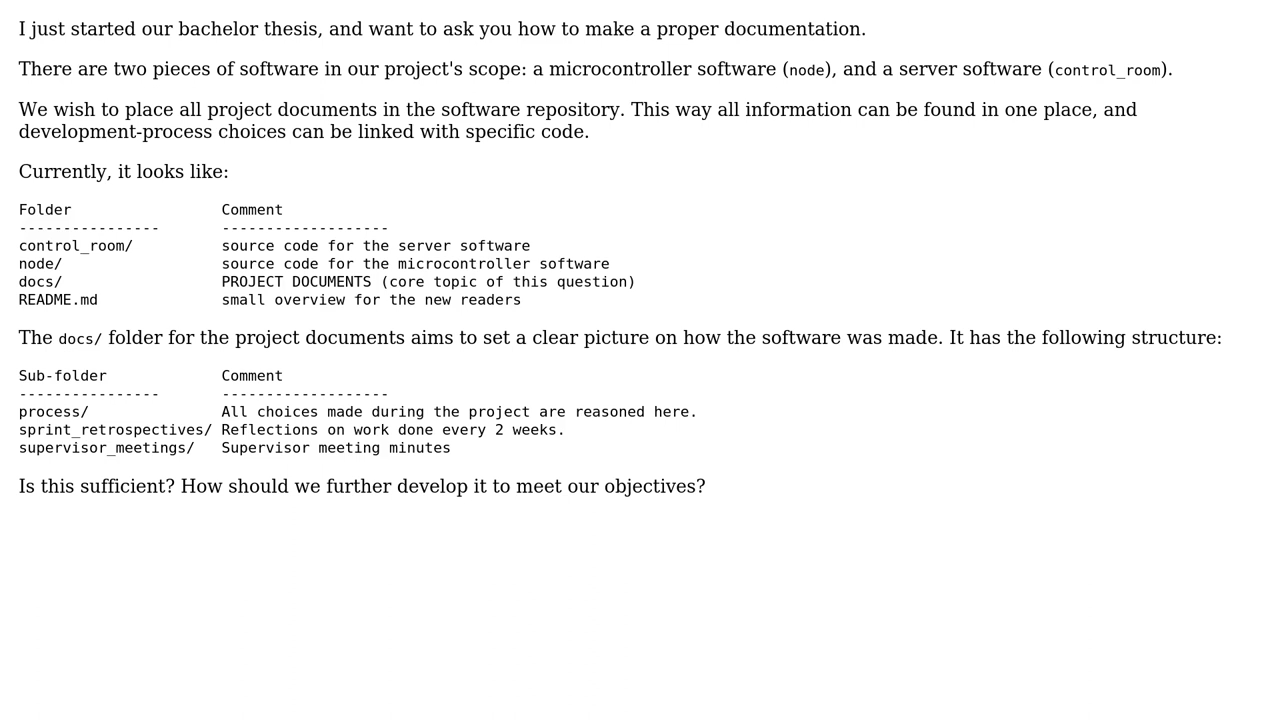 I just started our bachelor thesis, and want to ask you how to make a proper documentation.
There are two pieces of software in our project's scope: a microcontroller software (node), and a server software (control_room).
We wish to place all project documents in the software repository. This way all information can be found in one place, and
development-process choices can be linked with specific code.
Currently, it looks like:
Folder                 Comment
----------------       -------------------
control_room/          source code for the server software
node/                  source code for the microcontroller software
docs/                  PROJECT DOCUMENTS (core topic of this question)
README.md              small overview for the new readers
The docs/ folder for the project documents aims to set a clear picture on how the software was made. It has the following structure:
Sub-folder             Comment
----------------       -------------------
process/               All choices made during the project are reasoned here.
sprint_retrospectives/ Reflections on work done every 2 weeks.
supervisor_meetings/   Supervisor meeting minutes
Is this sufficient? How should we further develop it to meet our objectives?